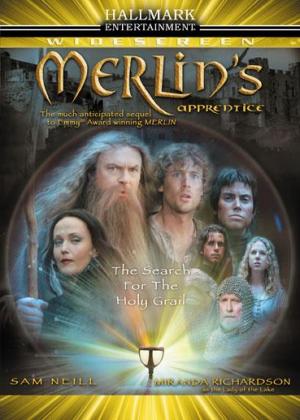 HALLMARK
ENTERTAINMENT
WIDESCREEN
MERLIN'S
APPRENTICE
The much anticipated sequel
to Emmy™ Award winning MERLIN
The Search
For The
Holy Grail
SAM NEILL
MIRANDA RICHARDSON
as the Lady of the Lake